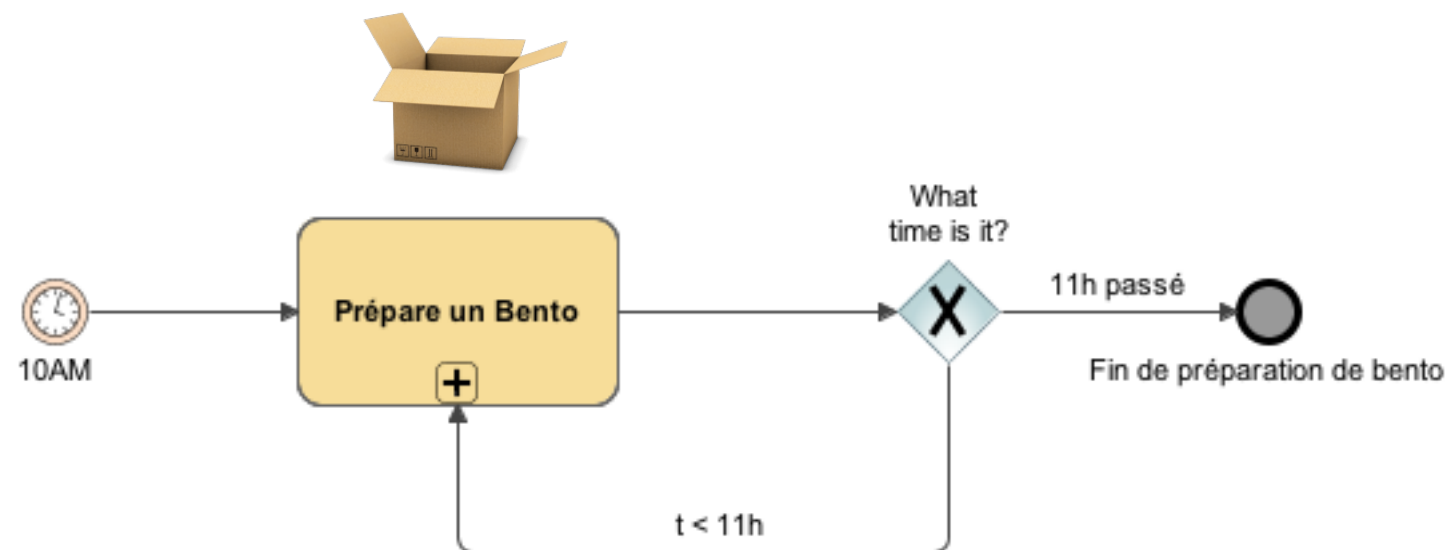 What
time is it?
11h passé
Prépare un Bento
10AM
Fin de préparation de bento
t < 11h